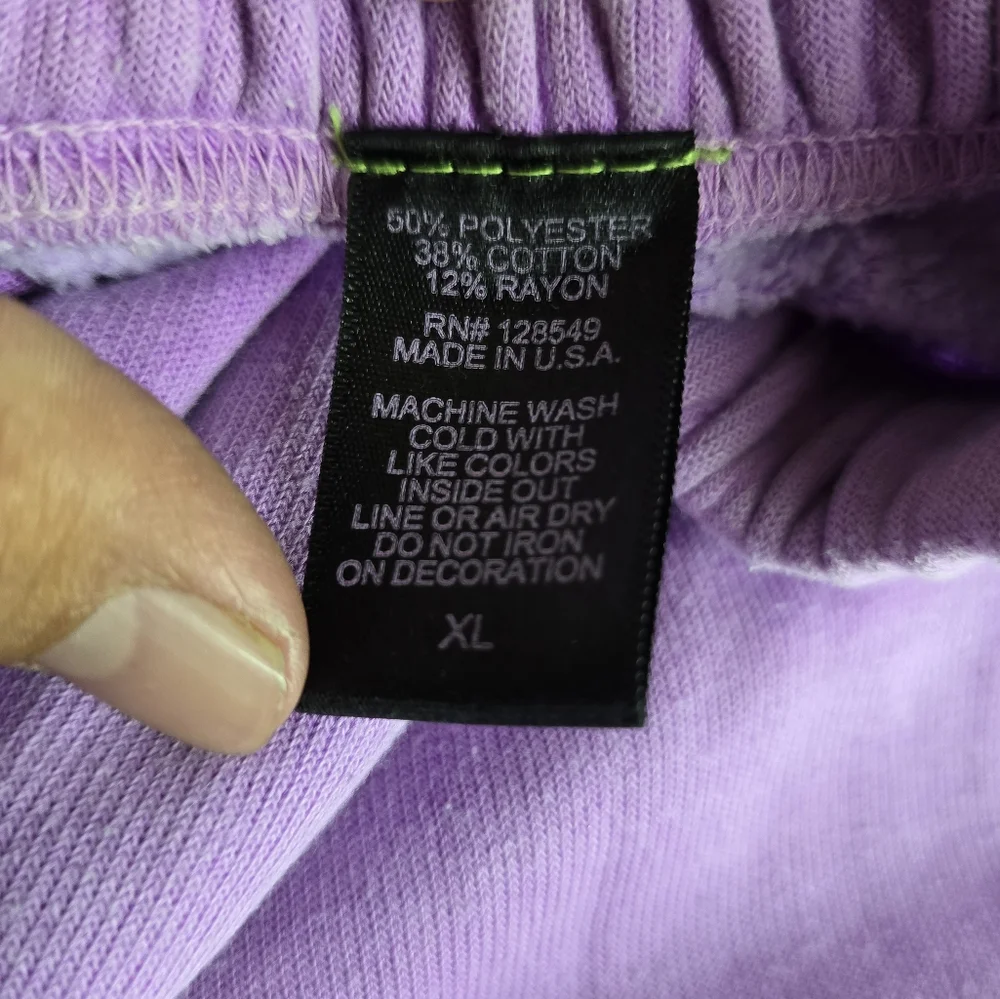 50% POLYESTER
38% COTTON
12% RAYON
RN# 128549
MADE IN U.S.A.
MACHINE WASH
COLD WITH
LIKE COLORS
INSIDE OUT
LINE OR AIR DRY
DO NOT IRON
ON DECORATION
XL